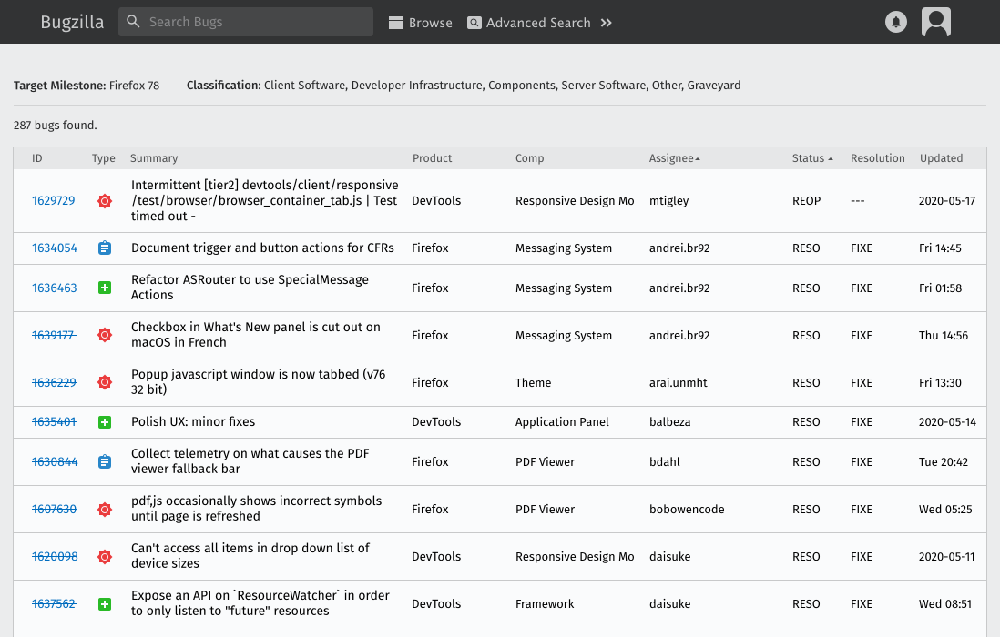 Bugzilla Search Bugs Browse Advanced Search »
Target Milestone: Firefox 78 Classification: Client Software, Developer Infrastructure, Components, Server Software, Other, Graveyard
287 bugs found.
ID Type Summary Product Comp Assignee▲ Status ▲ Resolution Updated
Intermittent [tier2] devtools/client/responsive
1629729 /test/browser/browser_container_tab.js | Test DevTools Responsive Design Mo mtigley REOP --- 2020-05-17
timed out -
1634054 Document trigger and button actions for CFRs Firefox Messaging System andrei.br92 RESO FIXE Fri 14:45
1636463 Refactor ASRouter to use SpecialMessage Firefox Messaging System andrei.br92 RESO FIXE Fri 01:58
Actions
1639177 Checkbox in What's New panel is cut out on Firefox Messaging System andrei.br92 RESO FIXE Thu 14:56
macOS in French
1636229 Popup javascript window is now tabbed (v76 Firefox Theme arai.unmht RESO FIXE Fri 13:30
32 bit)
1635401 Polish UX: minor fixes DevTools Application Panel balbeza RESO FIXE 2020-05-14
1630844 Collect telemetry on what causes the PDF Firefox PDF Viewer bdahl RESO FIXE Tue 20:42
viewer fallback bar
1607630 pdf,js occasionally shows incorrect symbols Firefox PDF Viewer bobowencode RESO FIXE Wed 05:25
until page is refreshed
1620098 Can't access all items in drop down list of DevTools Responsive Design Mo daisuke RESO FIXE 2020-05-11
device sizes
1637562 Expose an API on `ResourceWatcher` in order DevTools Framework daisuke RESO FIXE Wed 08:51
to only listen to "future" resources